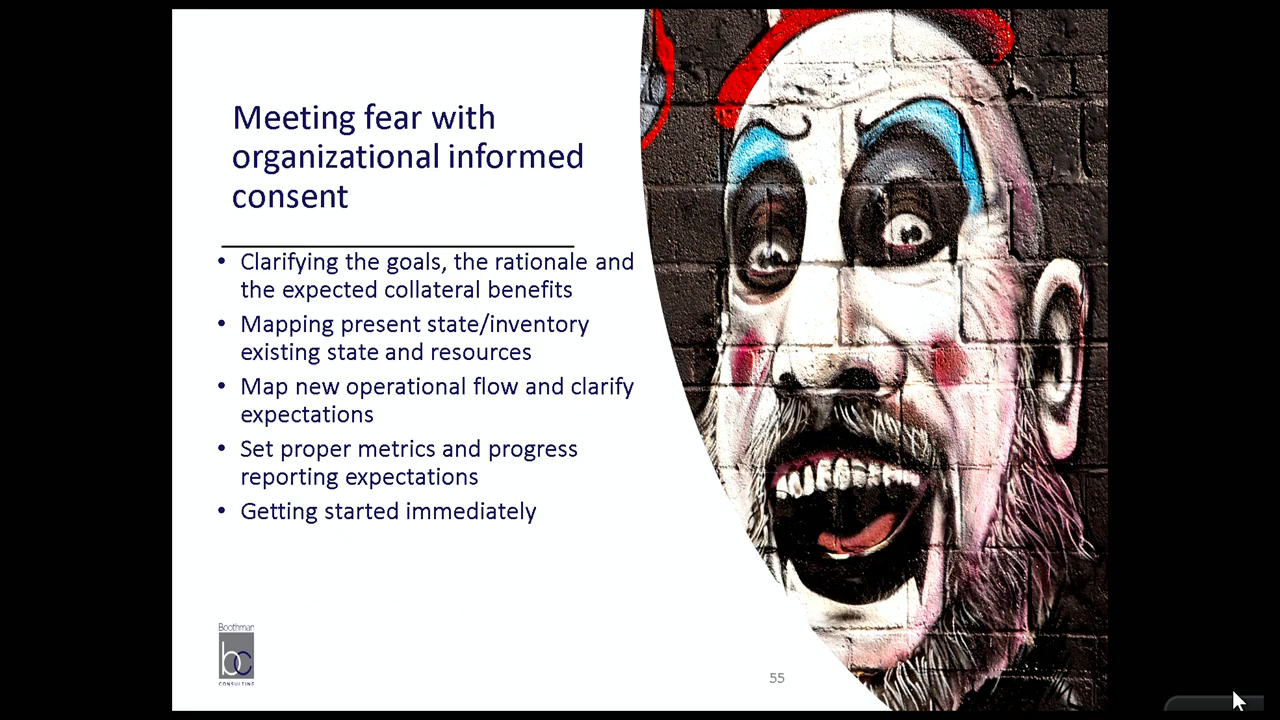 Meeting fear with
organizational informed
consent
• Clarifying the goals, the rationale and
the expected collateral benefits
• Mapping present state/inventory
existing state and resources
• Map new operational flow and clarify
expectations
• Set proper metrics and progress
reporting expectations
• Getting started immediately
Boothman
bc
CONSULTING
55